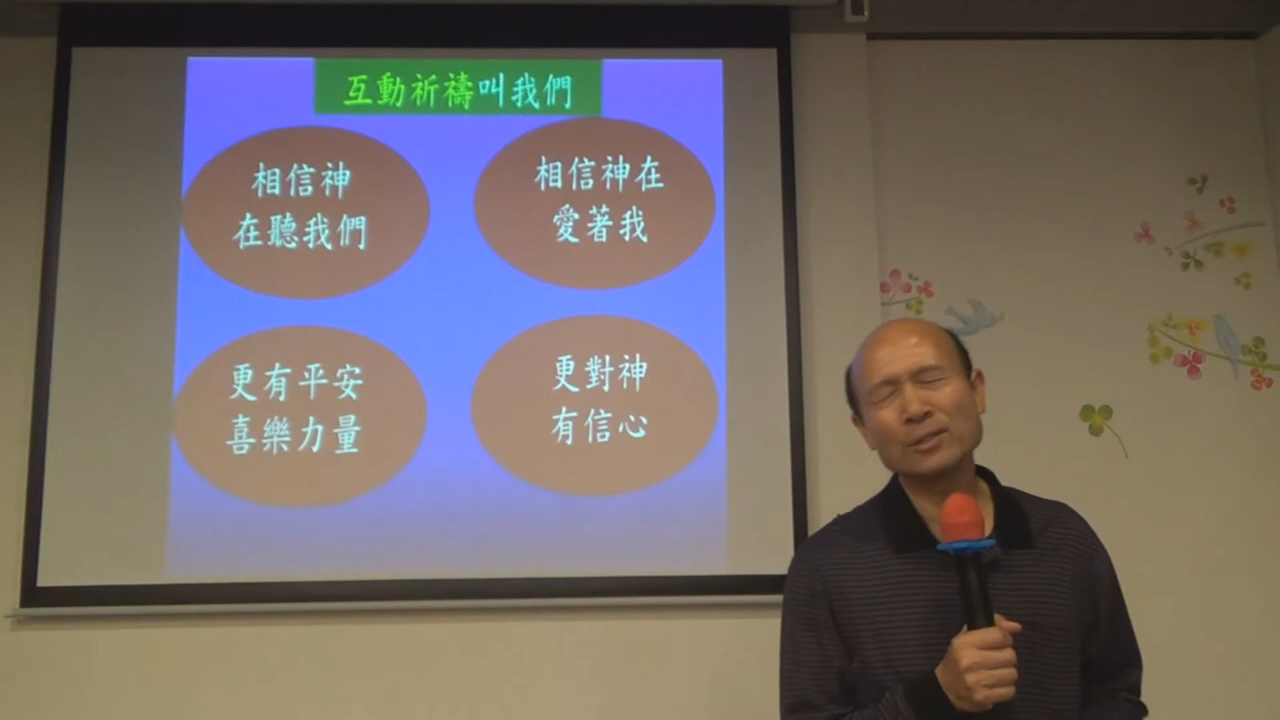 互動祈禱叫我們
相信神
在聽我們
相信神在
愛著我
更有平安
喜樂力量
更對神
有信心